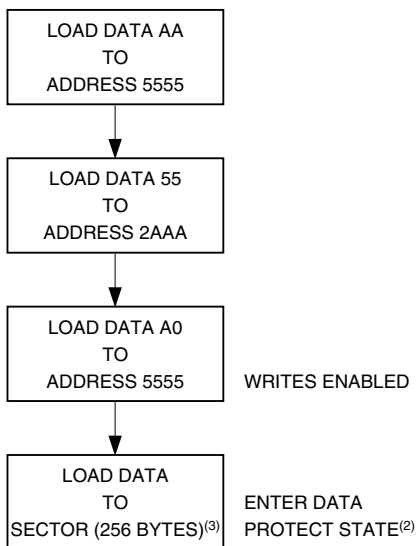 LOAD DATA AA
TO
ADDRESS 5555
LOAD DATA 55
TO
ADDRESS 2AAA
LOAD DATA A0
TO
ADDRESS 5555
WRITES ENABLED
LOAD DATA
TO
SECTOR (256 BYTES)(3)
ENTER DATA
PROTECT STATE(2)